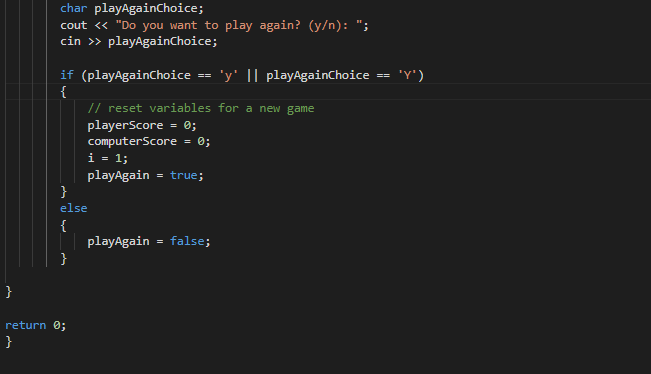 char playAgainChoice;
cout << "Do you want to play again? (y/n): ";
cin >> playAgainChoice;
if (playAgainChoice == 'y' || playAgainChoice == 'Y')
{
// reset variables for a new game
playerScore = 0;
computerScore = 0;
i = 1;
playAgain = true;
}
else
{
playAgain = false;
}
}
return 0;
}